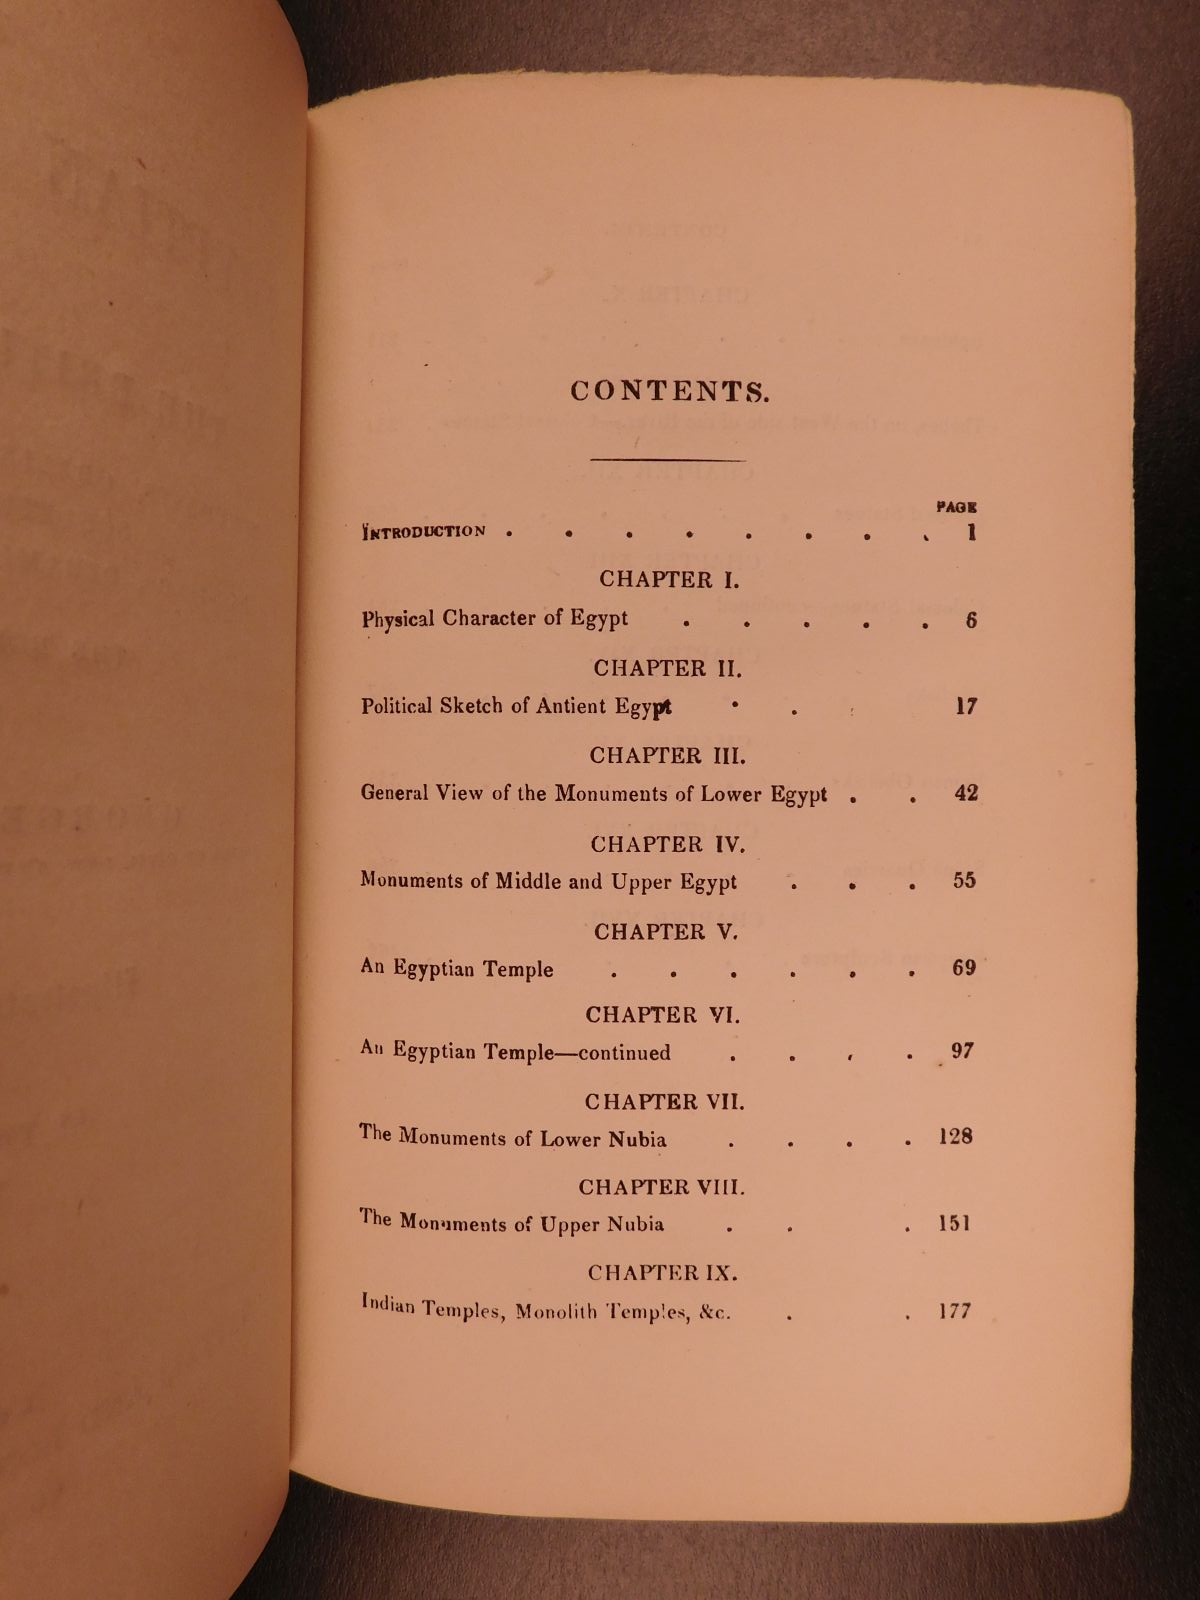 CONTENTS.
PAGE
INTRODUCTION . . . . . . . . 1
CHAPTER I.
Physical Character of Egypt . . . . . 6
CHAPTER II.
Political Sketch of Antient Egypt . . . 17
CHAPTER III.
General View of the Monuments of Lower Egypt . . 42
CHAPTER IV.
Monuments of Middle and Upper Egypt . . . 55
CHAPTER V.
An Egyptian Temple . . . . . . 69
CHAPTER VI.
An Egyptian Temple—continued . . . . 97
CHAPTER VII.
The Monuments of Lower Nubia . . . . 128
CHAPTER VIII.
The Monuments of Upper Nubia . . . 151
CHAPTER IX.
Indian Temples, Monolith Temples, &c. . . 177